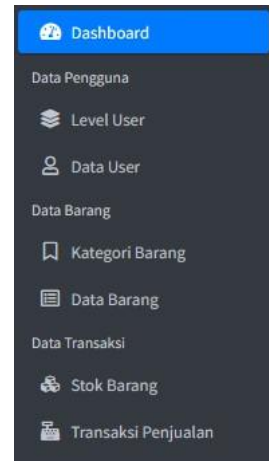 Dashboard
Data Pengguna
Level User
Data User
Data Barang
Kategori Barang
Data Barang
Data Transaksi
Stok Barang
Transaksi Penjualan